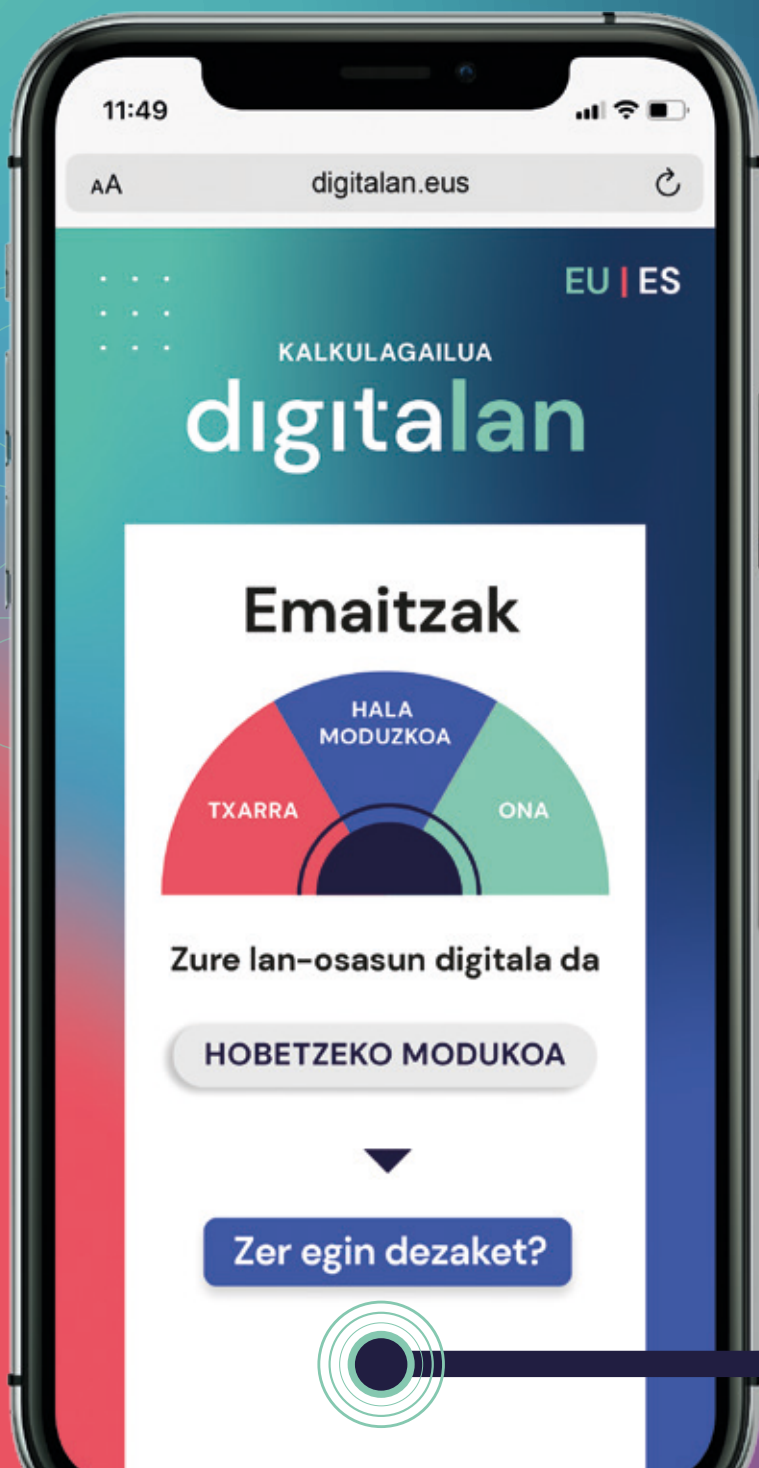 11:49
AA
digitalan.eus
EU | ES
KALKULAGAILUA
digitalan
Emaitzak
HALA
MODUZKOA
TXARRA
ONA
Zure lan-osasun digitala da
HOBETZEKO MODUKOA
Zer egin dezaket?